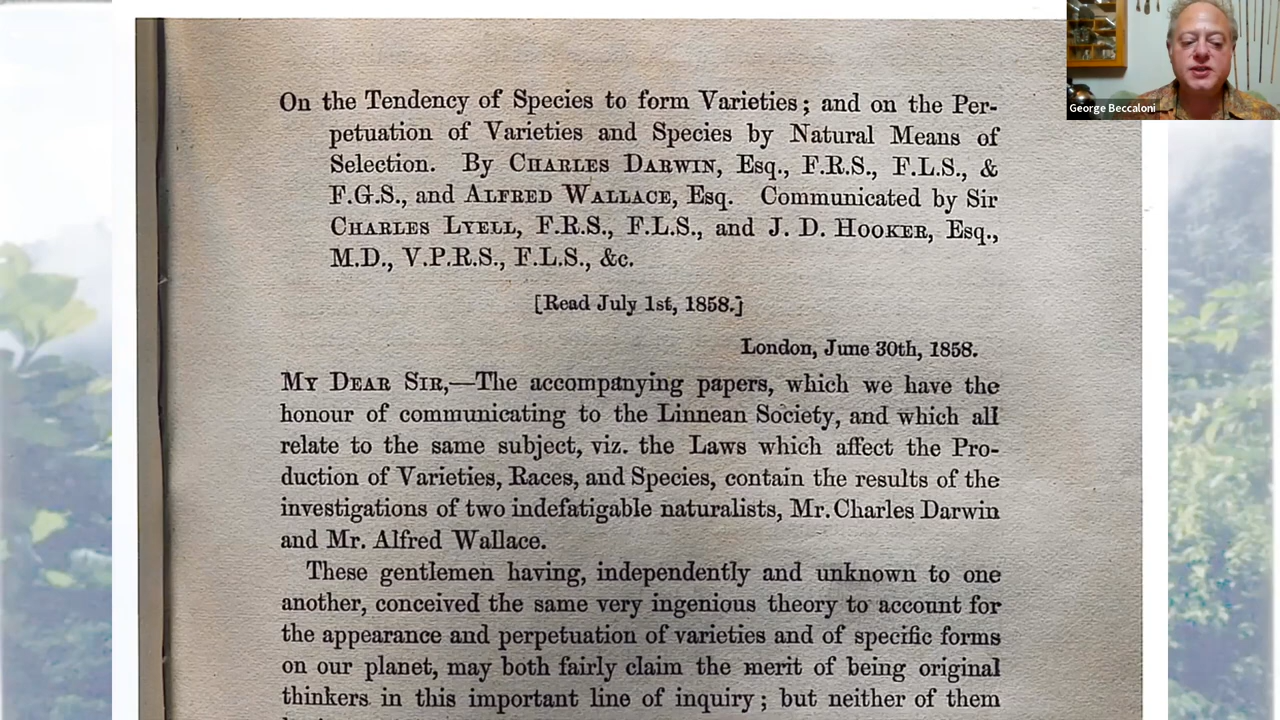 On the Tendency of Species to form Varieties; and on the Per-
petuation of Varieties and Species by Natural Means of
Selection. By CHARLES DARWIN, Esq., F.R.S., F.L.S., &
F.G.S., and ALFRED WALLACE, Esq. Communicated by Sir
CHARLES LYELL, F.R.S., F.L.S., and J. D. HOOKER, Esq.,
M.D., V.P.R.S., F.L.S., &c.
[Read July 1st, 1858.]
London, June 30th, 1858.
MY DEAR SIR,—The accompanying papers, which we have the
honour of communicating to the Linnean Society, and which all
relate to the same subject, viz. the Laws which affect the Pro-
duction of Varieties, Races, and Species, contain the results of the
investigations of two indefatigable naturalists, Mr. Charles Darwin
and Mr. Alfred Wallace.
These gentlemen having, independently and unknown to one
another, conceived the same very ingenious theory to account for
the appearance and perpetuation of varieties and of specific forms
on our planet, may both fairly claim the merit of being original
thinkers in this important line of inquiry; but neither of them
George Beccaloni